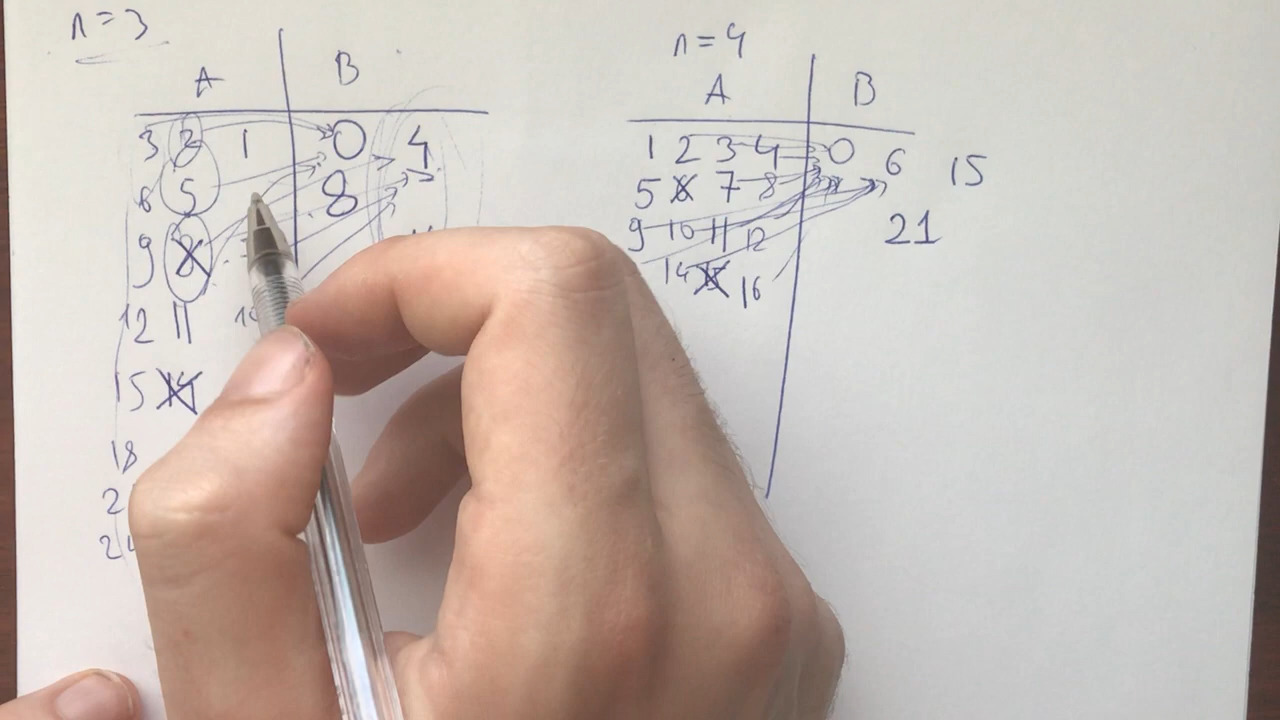 n=3
A B
3 2 1 0 4
6 5 8
9 8
12 11
15 14
18
n=4
A B
1 2 3 4 0 6 15
5 6 7 8
9 10 11 12 21
14 15 16